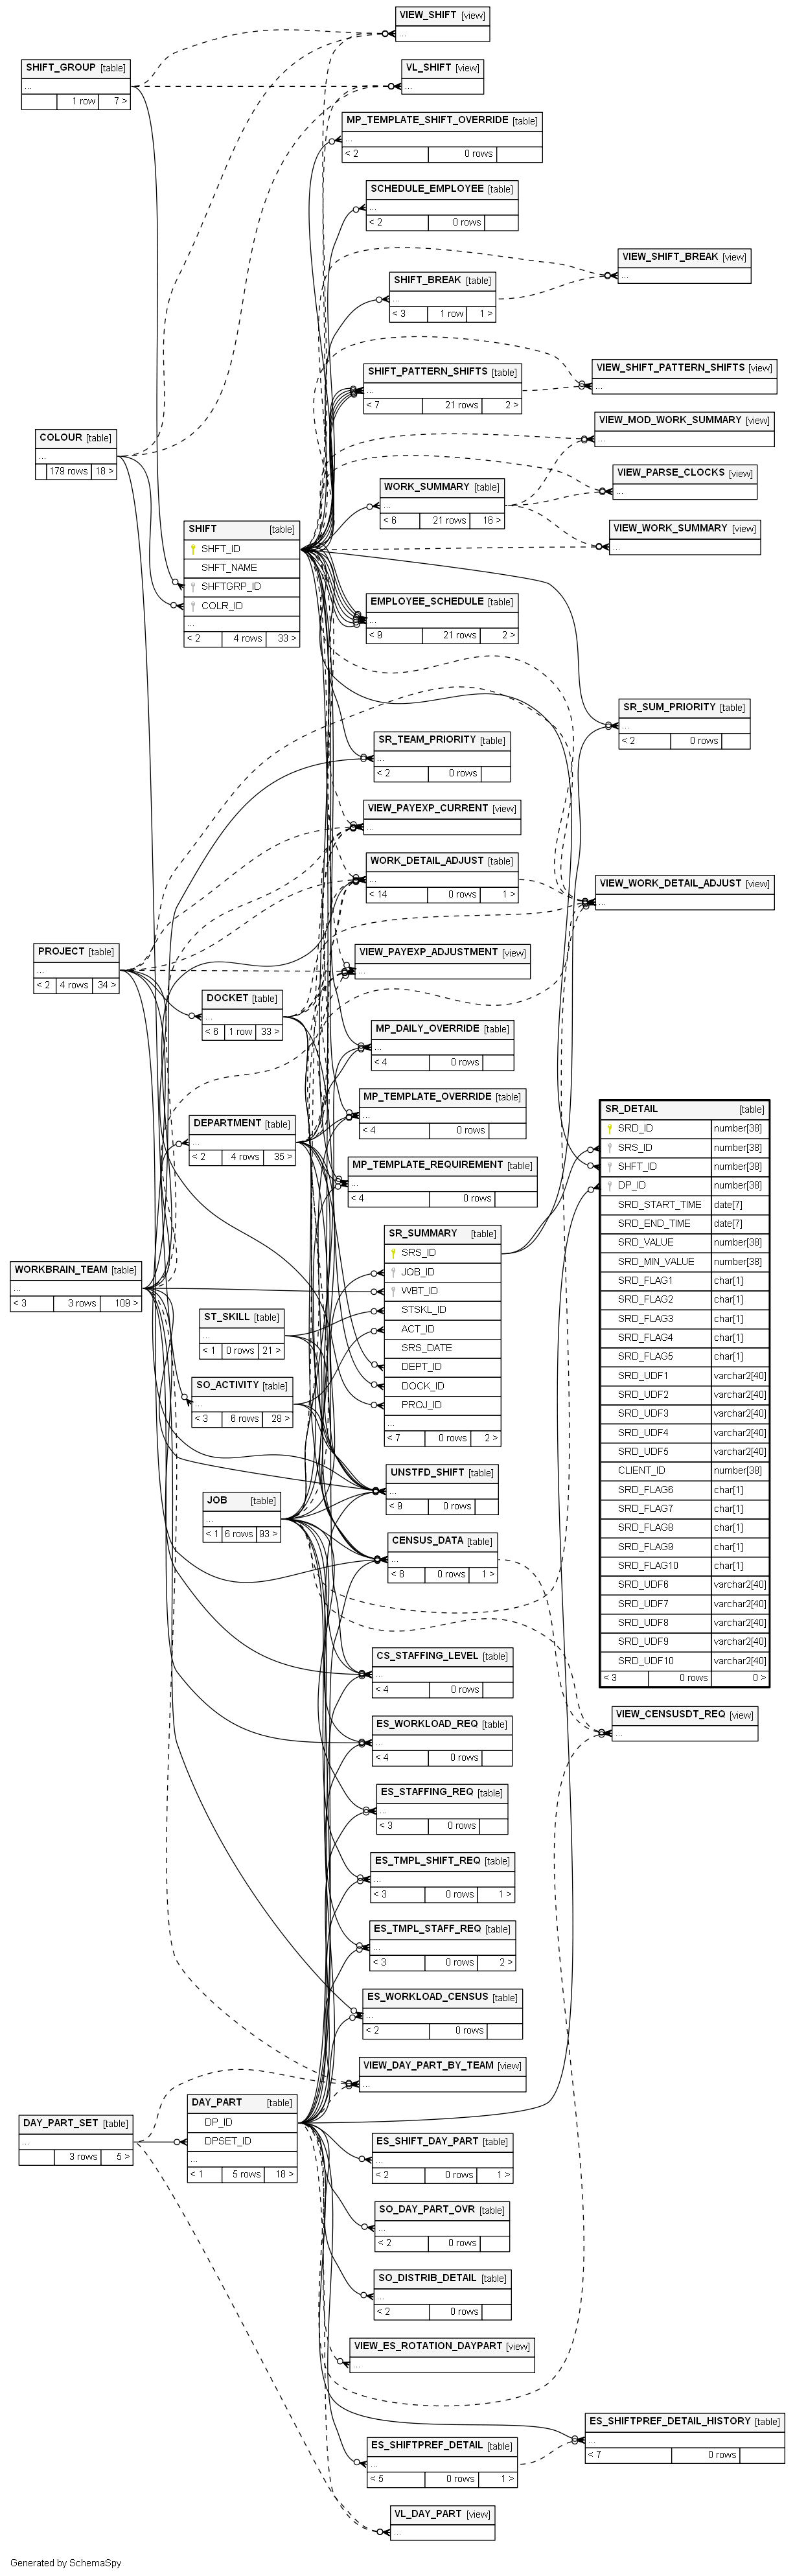 VIEW_SHIFT [view]
...
SHIFT_GROUP [table]
...
1 row 7 >
VL_SHIFT [view]
...
MP_TEMPLATE_SHIFT_OVERRIDE [table]
...
< 2 0 rows
SCHEDULE_EMPLOYEE [table]
...
< 2 0 rows
VIEW_SHIFT_BREAK [view]
...
SHIFT_BREAK [table]
...
< 3 1 row 1 >
SHIFT_PATTERN_SHIFTS [table]
...
< 7 21 rows 2 >
VIEW_SHIFT_PATTERN_SHIFTS [view]
...
VIEW_MOD_WORK_SUMMARY [view]
...
COLOUR [table]
...
179 rows 18 >
VIEW_PARSE_CLOCKS [view]
...
WORK_SUMMARY [table]
...
< 6 21 rows 16 >
VIEW_WORK_SUMMARY [view]
...
SHIFT [table]
SHFT_ID
SHFT_NAME
SHFTGRP_ID
COLR_ID
...
< 2 4 rows 33 >
EMPLOYEE_SCHEDULE [table]
...
< 9 21 rows 2 >
SR_SUM_PRIORITY [table]
...
< 2 0 rows
SR_TEAM_PRIORITY [table]
...
< 2 0 rows
VIEW_PAYEXP_CURRENT [view]
...
WORK_DETAIL_ADJUST [table]
...
< 14 0 rows 1 >
VIEW_WORK_DETAIL_ADJUST [view]
...
PROJECT [table]
...
< 2 4 rows 34 >
VIEW_PAYEXP_ADJUSTMENT [view]
...
DOCKET [table]
...
< 6 1 row 33 >
MP_DAILY_OVERRIDE [table]
...
< 4 0 rows
MP_TEMPLATE_OVERRIDE [table]
...
< 4 0 rows
DEPARTMENT [table]
...
< 2 4 rows 35 >
MP_TEMPLATE_REQUIREMENT [table]
...
< 4 0 rows
SR_DETAIL [table]
SRD_ID number[38]
SRS_ID number[38]
SHFT_ID number[38]
DP_ID number[38]
SRD_START_TIME date[7]
SRD_END_TIME date[7]
SRD_VALUE number[38]
SRD_MIN_VALUE number[38]
SRD_FLAG1 char[1]
SRD_FLAG2 char[1]
SRD_FLAG3 char[1]
SRD_FLAG4 char[1]
SRD_FLAG5 char[1]
SRD_UDF1 varchar2[40]
SRD_UDF2 varchar2[40]
SRD_UDF3 varchar2[40]
SRD_UDF4 varchar2[40]
SRD_UDF5 varchar2[40]
CLIENT_ID number[38]
SRD_FLAG6 char[1]
SRD_FLAG7 char[1]
SRD_FLAG8 char[1]
SRD_FLAG9 char[1]
SRD_FLAG10 char[1]
SRD_UDF6 varchar2[40]
SRD_UDF7 varchar2[40]
SRD_UDF8 varchar2[40]
SRD_UDF9 varchar2[40]
SRD_UDF10 varchar2[40]
< 3 0 rows 0 >
SR_SUMMARY [table]
SRS_ID
JOB_ID
WBT_ID
STSKL_ID
ACT_ID
SRS_DATE
DEPT_ID
DOCK_ID
PROJ_ID
...
< 7 0 rows 2 >
WORKBRAIN_TEAM [table]
...
< 3 3 rows 109 >
ST_SKILL [table]
...
< 1 0 rows 21 >
SO_ACTIVITY [table]
...
< 3 6 rows 28 >
UNSTFD_SHIFT [table]
...
< 9 0 rows
JOB [table]
...
< 1 6 rows 93 >
CENSUS_DATA [table]
...
< 8 0 rows 1 >
CS_STAFFING_LEVEL [table]
...
< 4 0 rows
VIEW_CENSUSDT_REQ [view]
...
ES_WORKLOAD_REQ [table]
...
< 4 0 rows
ES_STAFFING_REQ [table]
...
< 3 0 rows
ES_TMPL_SHIFT_REQ [table]
...
< 3 0 rows 1 >
ES_TMPL_STAFF_REQ [table]
...
< 3 0 rows 2 >
ES_WORKLOAD_CENSUS [table]
...
< 2 0 rows
VIEW_DAY_PART_BY_TEAM [view]
...
DAY_PART [table]
DP_ID
DPSET_ID
...
< 1 5 rows 18 >
DAY_PART_SET [table]
...
3 rows 5 >
ES_SHIFT_DAY_PART [table]
...
< 2 0 rows 1 >
SO_DAY_PART_OVR [table]
...
< 2 0 rows
SO_DISTRIB_DETAIL [table]
...
< 2 0 rows
VIEW_ES_ROTATION_DAYPART [view]
...
ES_SHIFTPREF_DETAIL_HISTORY [table]
...
< 7 0 rows
ES_SHIFTPREF_DETAIL [table]
...
< 5 0 rows 1 >
VL_DAY_PART [view]
...
Generated by SchemaSpy